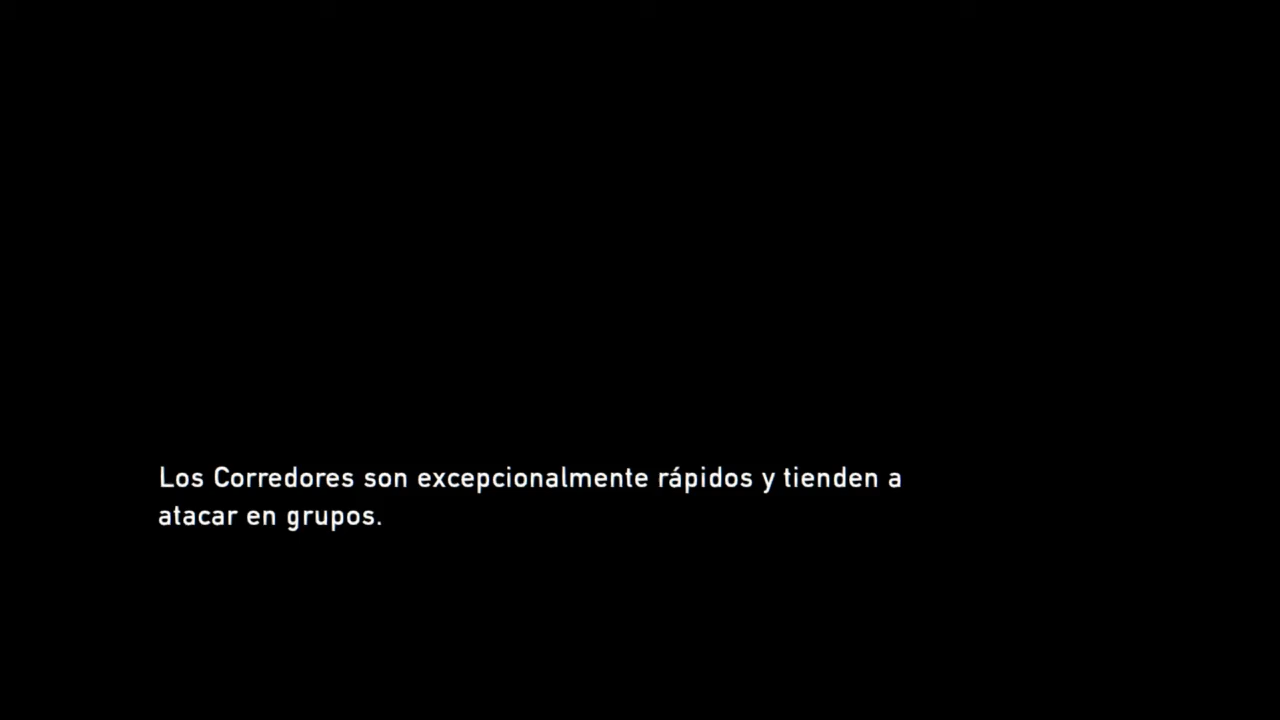 Los Corredores son excepcionalmente rápidos y tienden a
atacar en grupos.